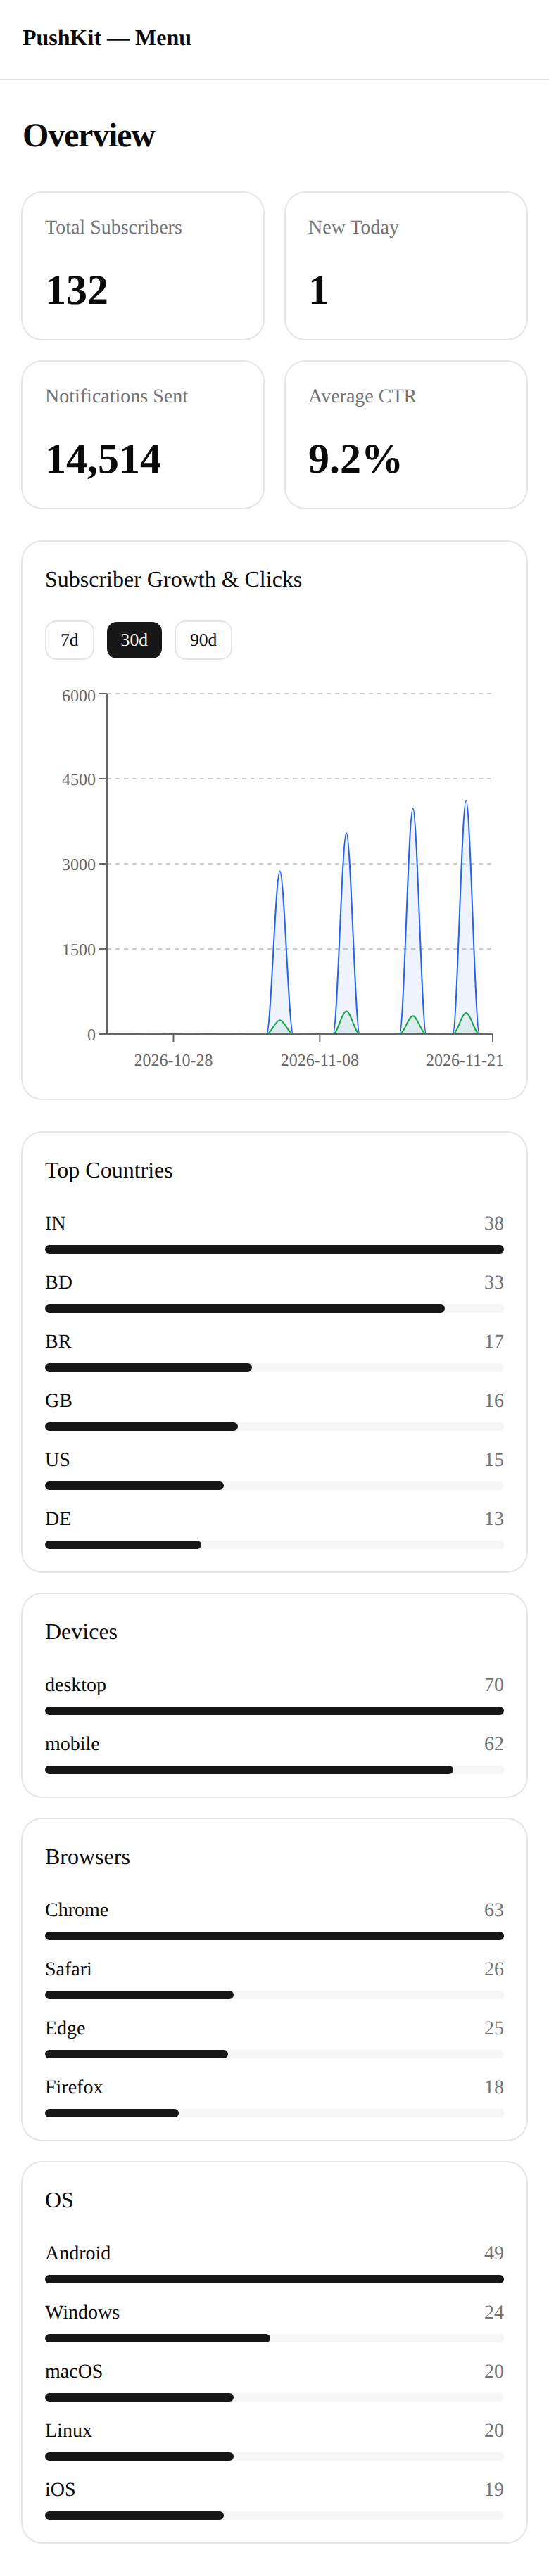 PushKit — Menu
Overview
Total Subscribers
132
New Today
1
Notifications Sent
14,514
Average CTR
9.2%
Subscriber Growth & Clicks
7d 30d 90d
6000
4500
3000
1500
0
2026-10-28 2026-11-08 2026-11-21
Top Countries
IN 38
BD 33
BR 17
GB 16
US 15
DE 13
Devices
desktop 70
mobile 62
Browsers
Chrome 63
Safari 26
Edge 25
Firefox 18
OS
Android 49
Windows 24
macOS 20
Linux 20
iOS 19